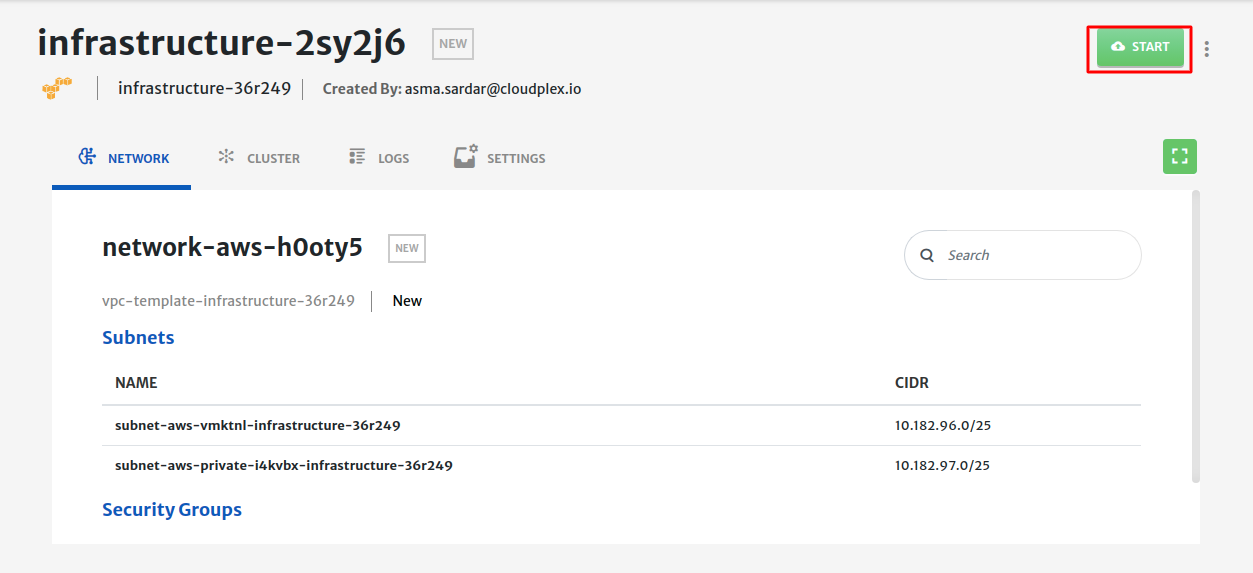 infrastructure-2sy2j6 NEW START
infrastructure-36r249 Created By: asma.sardar@cloudplex.io
NETWORK CLUSTER LOGS SETTINGS
network-aws-h0oty5 NEW Search
vpc-template-infrastructure-36r249 New
Subnets
NAME CIDR
subnet-aws-vmktnl-infrastructure-36r249 10.182.96.0/25
subnet-aws-private-i4kvbx-infrastructure-36r249 10.182.97.0/25
Security Groups